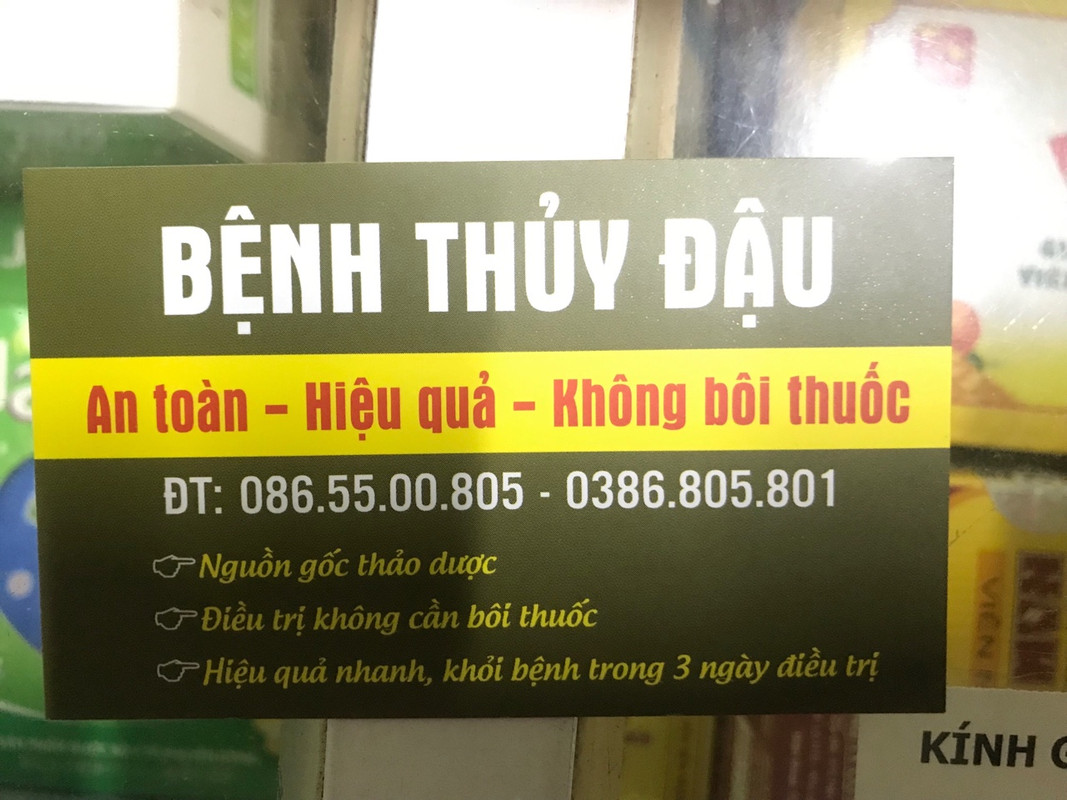 BỆNH THỦY ĐẬU
An toàn - Hiệu quả - Không bôi thuốc
ĐT: 086.55.00.805 - 0386.805.801
Nguồn gốc thảo dược
Điều trị không cần bôi thuốc
Hiệu quả nhanh, khỏi bệnh trong 3 ngày điều trị
VIÊN
KÍNH